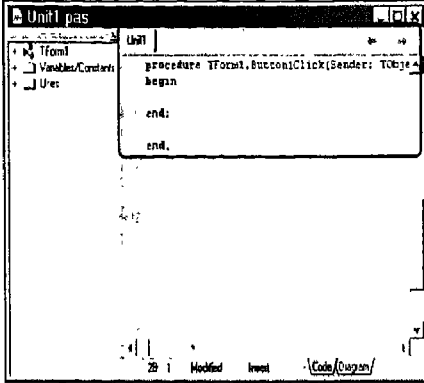 Unit1 pas
Unit1
TForm1
Variables/Constants
Uses
procedure TForm1.Button1Click(Sender: TObje
begin
end;
end.
28 1 Modified Insert Code/Diagram/